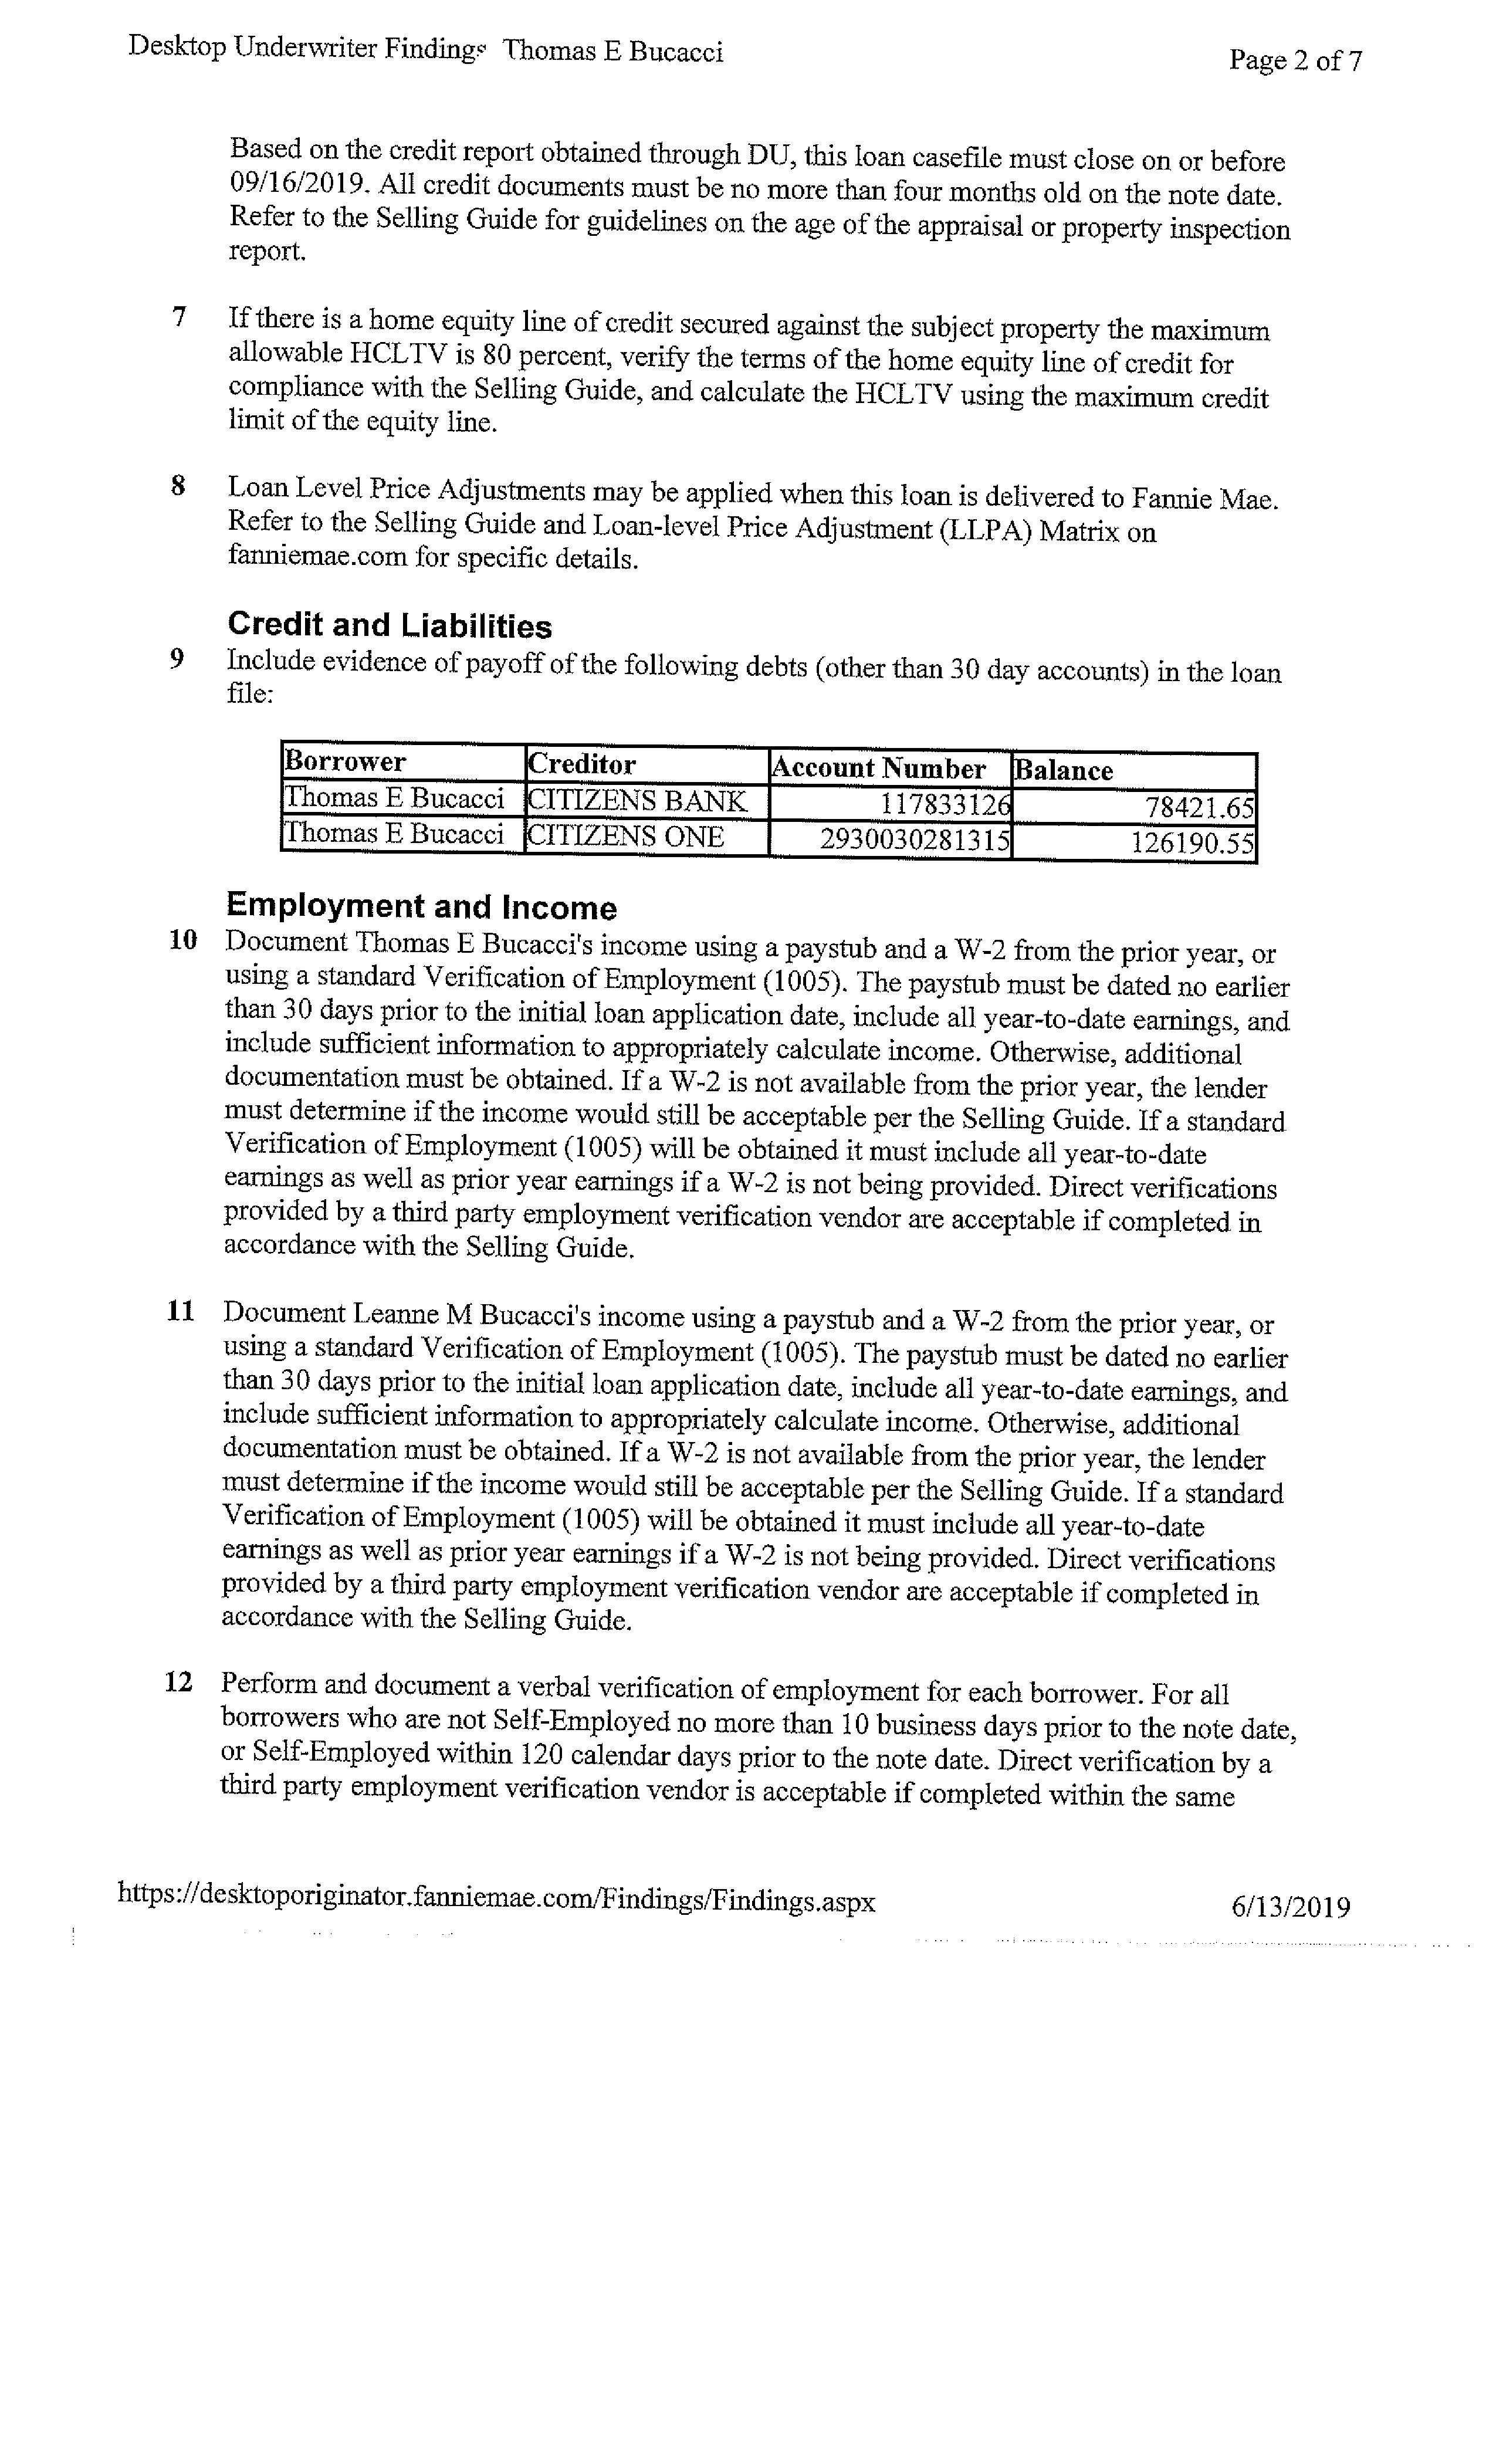 Desktop Underwriter Findings Thomas E Bucacci
Page 2 of 7
Based on the credit report obtained through DU, this loan casefile must close on or before
09/16/2019. All credit documents must be no more than four months old on the note date.
Refer to the Selling Guide for guidelines on the age of the appraisal or property inspection
report.
7 If there is a home equity line of credit secured against the subject property the maximum
allowable HCLTV is 80 percent, verify the terms of the home equity line of credit for
compliance with the Selling Guide, and calculate the HCLTV using the maximum credit
limit of the equity line.
8 Loan Level Price Adjustments may be applied when this loan is delivered to Fannie Mae.
Refer to the Selling Guide and Loan-level Price Adjustment (LLPA) Matrix on
fanniemae.com for specific details.
Credit and Liabilities
9 Include evidence of payoff of the following debts (other than 30 day accounts) in the loan
file:
Borrower Creditor Account Number Balance
Thomas E Bucacci CITIZENS BANK 117833126 78421.65
Thomas E Bucacci CITIZENS ONE 2930030281315 126190.55
Employment and Income
10 Document Thomas E Bucacci's income using a paystub and a W-2 from the prior year, or
using a standard Verification of Employment (1005). The paystub must be dated no earlier
than 30 days prior to the initial loan application date, include all year-to-date earnings, and
include sufficient information to appropriately calculate income. Otherwise, additional
documentation must be obtained. If a W-2 is not available from the prior year, the lender
must determine if the income would still be acceptable per the Selling Guide. If a standard
Verification of Employment (1005) will be obtained it must include all year-to-date
earnings as well as prior year earnings if a W-2 is not being provided. Direct verifications
provided by a third party employment verification vendor are acceptable if completed in
accordance with the Selling Guide.
11 Document Leanne M Bucacci's income using a paystub and a W-2 from the prior year, or
using a standard Verification of Employment (1005). The paystub must be dated no earlier
than 30 days prior to the initial loan application date, include all year-to-date earnings, and
include sufficient information to appropriately calculate income. Otherwise, additional
documentation must be obtained. If a W-2 is not available from the prior year, the lender
must determine if the income would still be acceptable per the Selling Guide. If a standard
Verification of Employment (1005) will be obtained it must include all year-to-date
earnings as well as prior year earnings if a W-2 is not being provided. Direct verifications
provided by a third party employment verification vendor are acceptable if completed in
accordance with the Selling Guide.
12 Perform and document a verbal verification of employment for each borrower. For all
borrowers who are not Self-Employed no more than 10 business days prior to the note date,
or Self-Employed within 120 calendar days prior to the note date. Direct verification by a
third party employment verification vendor is acceptable if completed within the same
https://desktoporiginator.fanniemae.com/Findings/Findings.aspx
6/13/2019